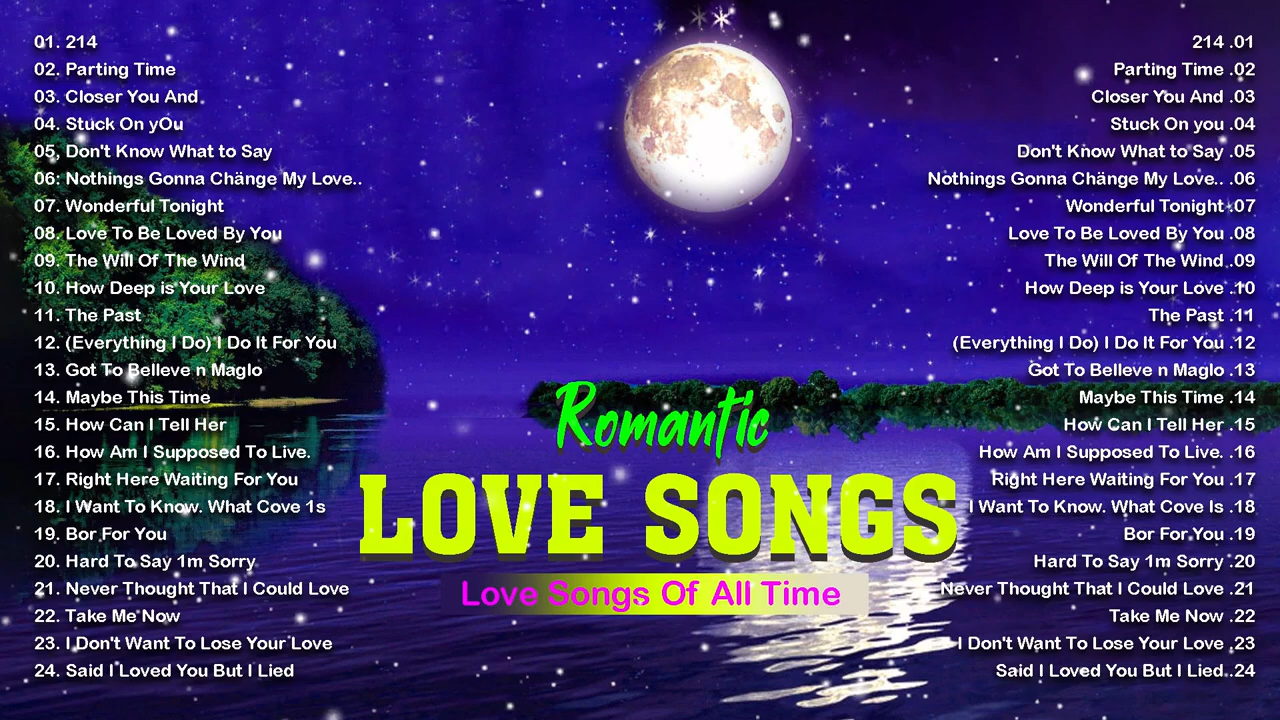 01. 214
02. Parting Time
03. Closer You And
04. Stuck On yOu
05, Don't Know What to Say
06: Nothings Gonna Chänge My Love..
07. Wonderful Tonight
08. Love To Be Loved By You
09. The Will Of The Wind
10. How Deep is Your Love
11. The Past
12. (Everything I Do) I Do It For You
13. Got To Belleve n Maglo
14. Maybe This Time
15. How Can I Tell Her
16. How Am I Supposed To Live.
17. Right Here Waiting For You
18. I Want To Know. What Cove 1s
19. Bor For You
20. Hard To Say 1m Sorry
21. Never Thought That I Could Love
22. Take Me Now
23. I Don't Want To Lose Your Love
24. Said I Loved You But I Lied
Romantic
LOVE SONGS
Love Songs Of All Time
214 .01
Parting Time .02
Closer You And .03
Stuck On you .04
Don't Know What to Say .05
Nothings Gonna Chänge My Love.. .06
Wonderful Tonight .07
Love To Be Loved By You .08
The Will Of The Wind .09
How Deep is Your Love .10
The Past .11
(Everything I Do) I Do It For You .12
Got To Belleve n Maglo .13
Maybe This Time .14
How Can I Tell Her .15
How Am I Supposed To Live. .16
Right Here Waiting For You .17
I Want To Know. What Cove Is .18
Bor For You .19
Hard To Say 1m Sorry .20
Never Thought That I Could Love .21
Take Me Now .22
I Don't Want To Lose Your Love .23
Said I Loved You But I Lied .24